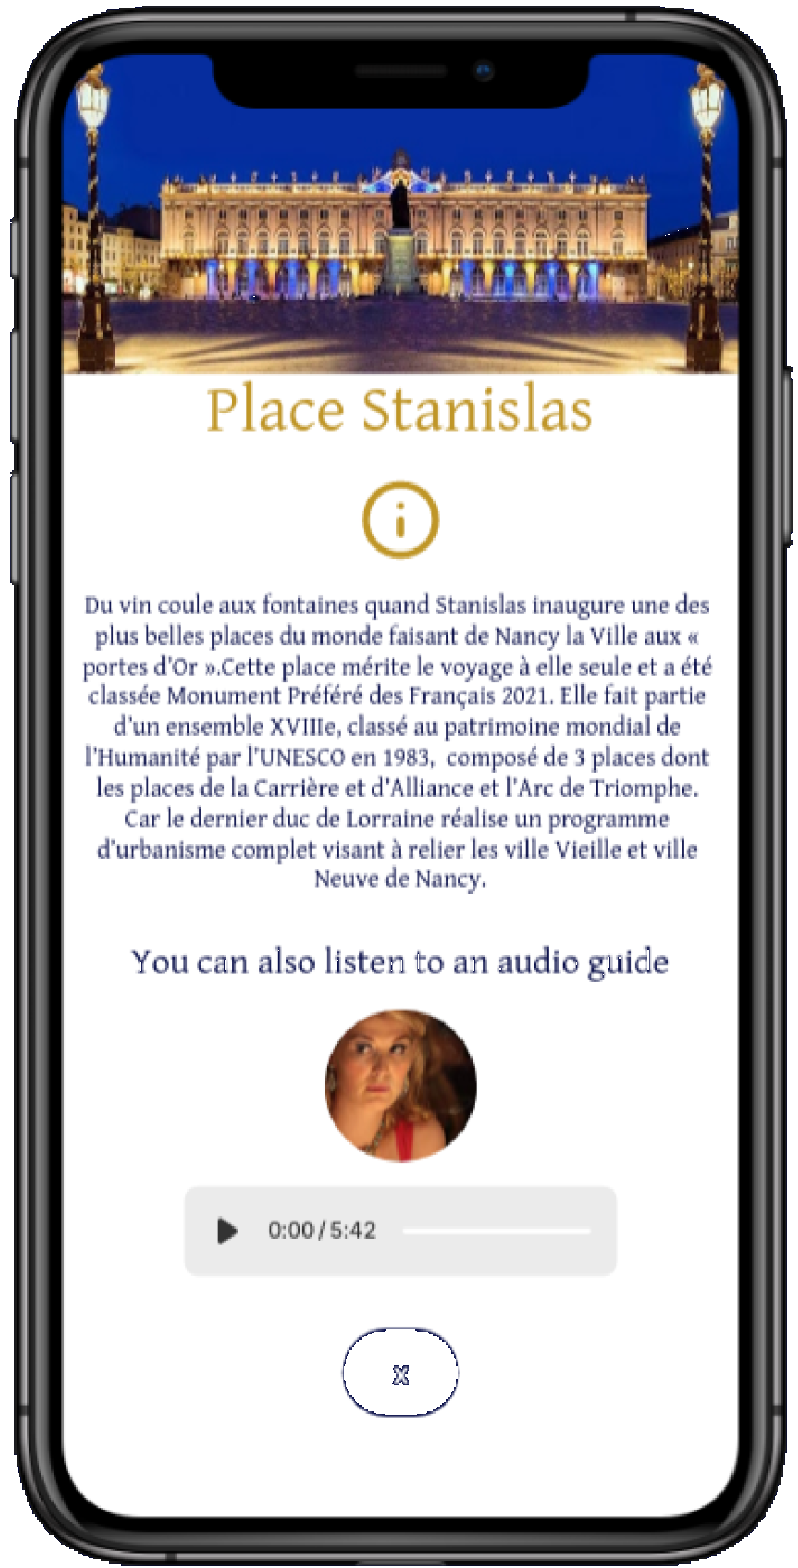 Place Stanislas
i
Du vin coule aux fontaines quand Stanislas inaugure une des
plus belles places du monde faisant de Nancy la Ville aux «
portes d'Or ».Cette place mérite le voyage à elle seule et a été
classée Monument Préféré des Français 2021. Elle fait partie
d'un ensemble XVIIIe, classé au patrimoine mondial de
l'Humanité par l'UNESCO en 1983,  composé de 3 places dont
les places de la Carrière et d'Alliance et l'Arc de Triomphe.
Car le dernier duc de Lorraine réalise un programme
d'urbanisme complet visant à relier les ville Vieille et ville
Neuve de Nancy.
You can also listen to an audio guide
0:00 / 5:42
x